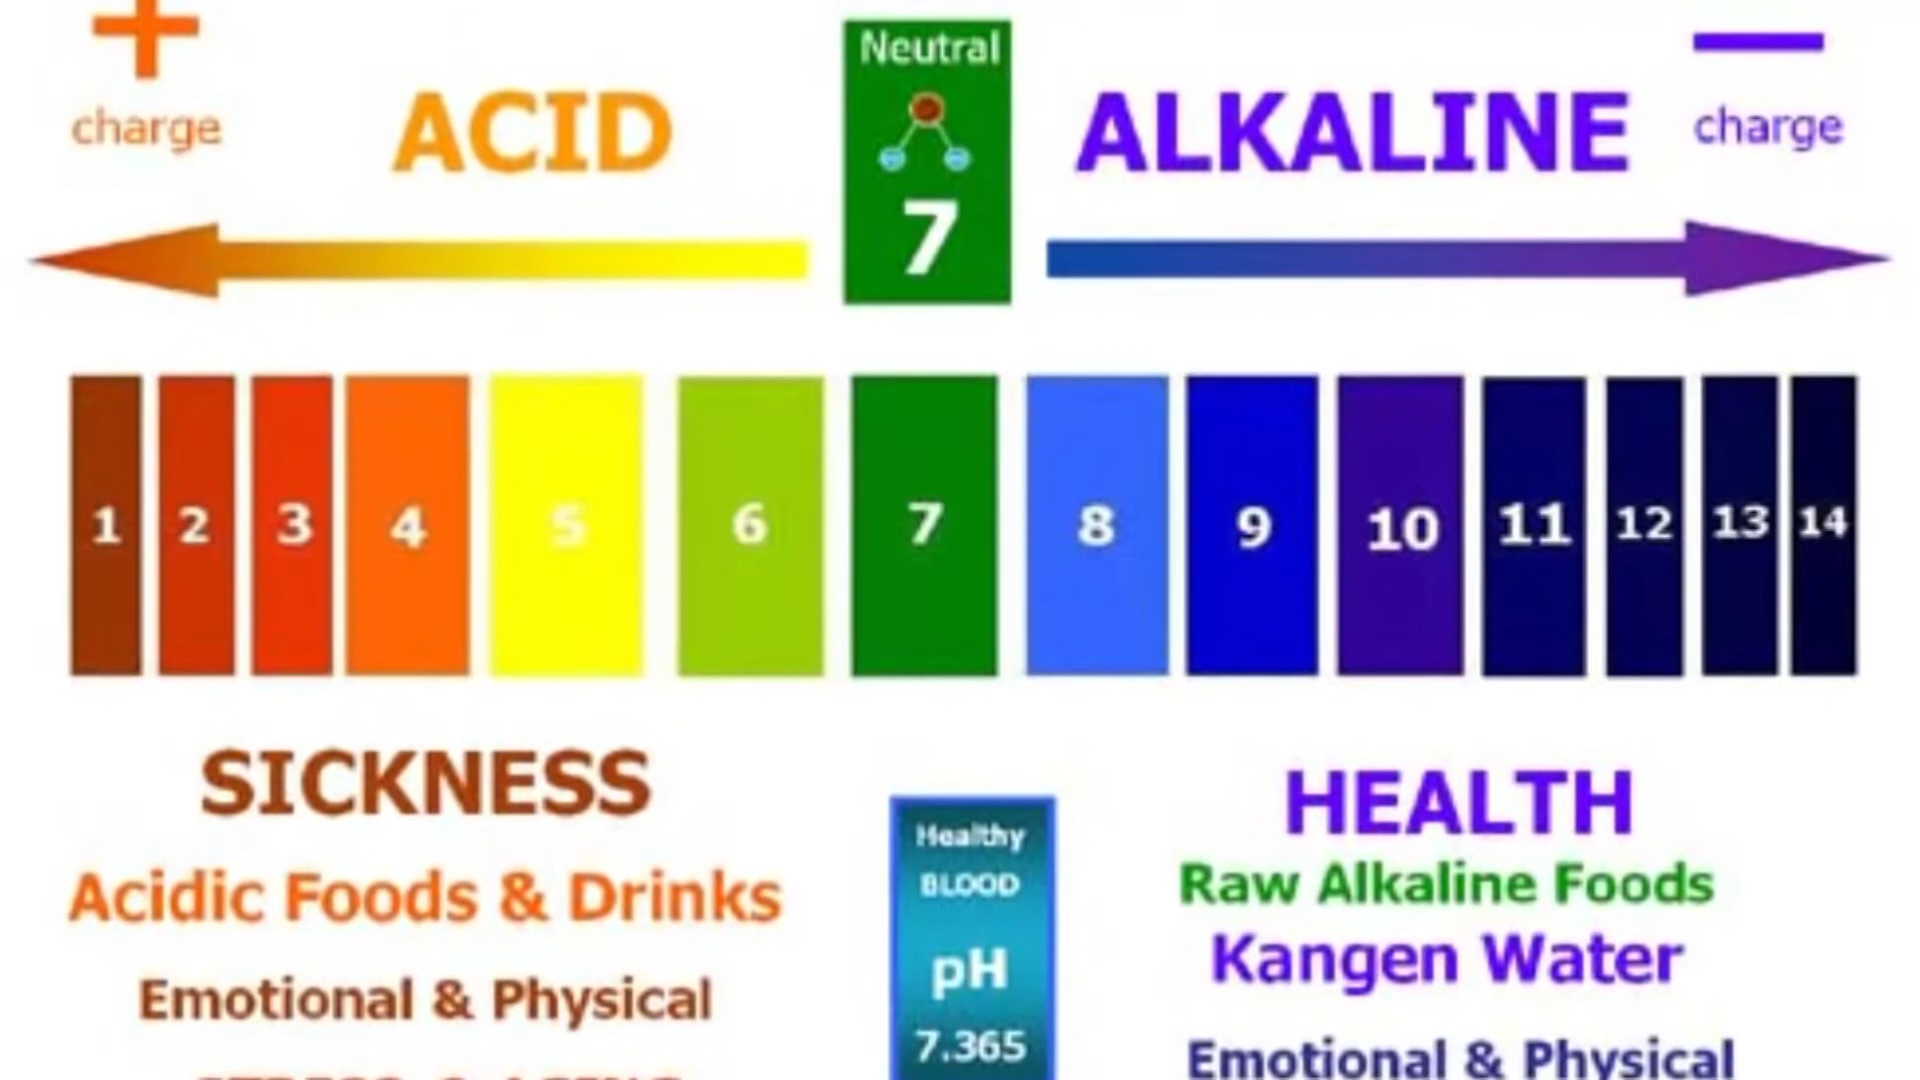 +
charge
ACID
Neutral
7
ALKALINE
−
charge
1 2 3 4 5 6 7 8 9 10 11 12 13 14
SICKNESS
Acidic Foods & Drinks
Emotional & Physical
Healthy
BLOOD
pH
7.365
HEALTH
Raw Alkaline Foods
Kangen Water
Emotional & Physical